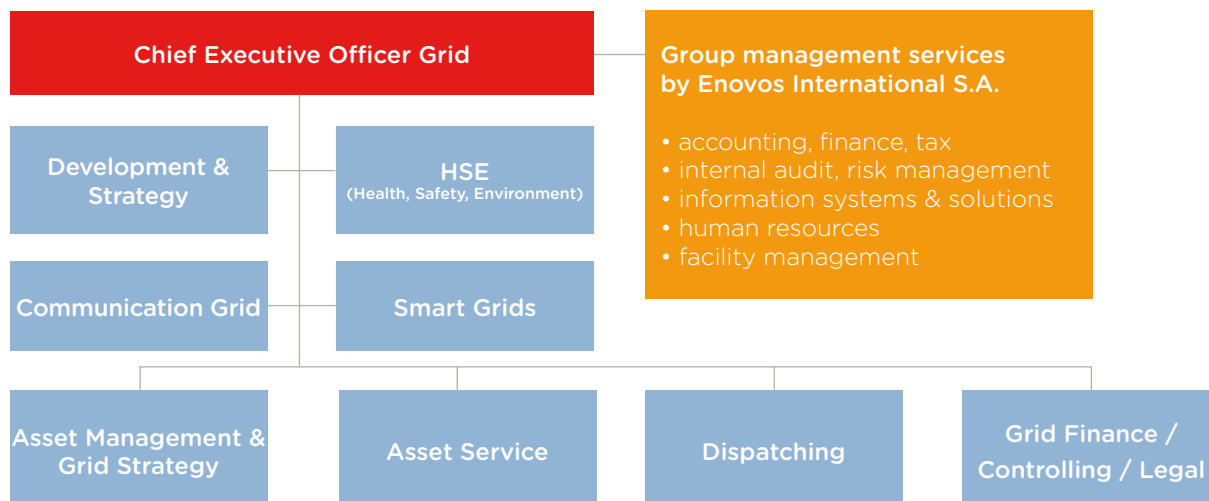 Chief Executive Officer Grid
Group management services
by Enovos International S.A.
• accounting, finance, tax
• internal audit, risk management
• information systems & solutions
• human resources
• facility management
Development &
Strategy
HSE
(Health, Safety, Environment)
Communication Grid
Smart Grids
Asset Management &
Grid Strategy
Asset Service
Dispatching
Grid Finance /
Controlling / Legal